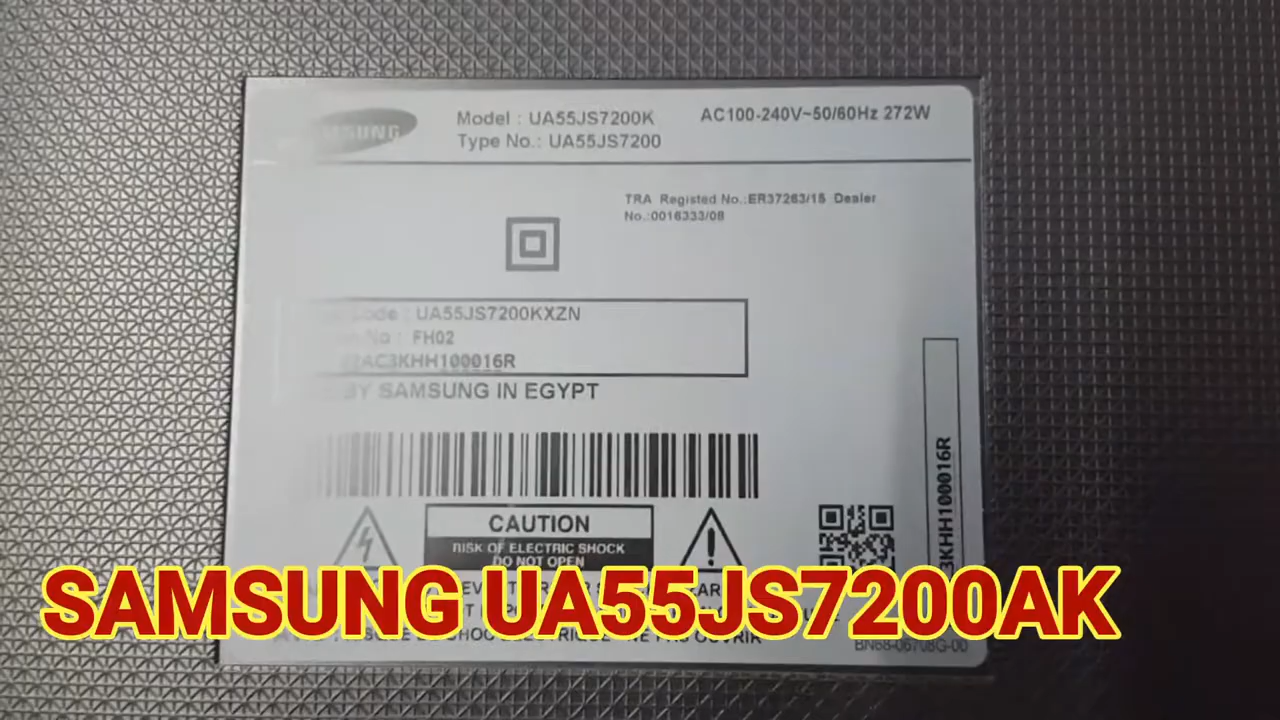 SAMSUNG
Model : UA55JS7200K
Type No.: UA55JS7200
AC100-240V~50/60Hz 272W
TRA Registed No.:ER37263/15 Dealer
No.:0016333/08
Code : UA55JS7200KXZN
No : FH02
AC3KHH100016R
BY SAMSUNG IN EGYPT
3KHH100016R
CAUTION
RISK OF ELECTRIC SHOCK
DO NOT OPEN
SAMSUNG UA55JS7200AK
OUVRIR
BN68-06708G-00